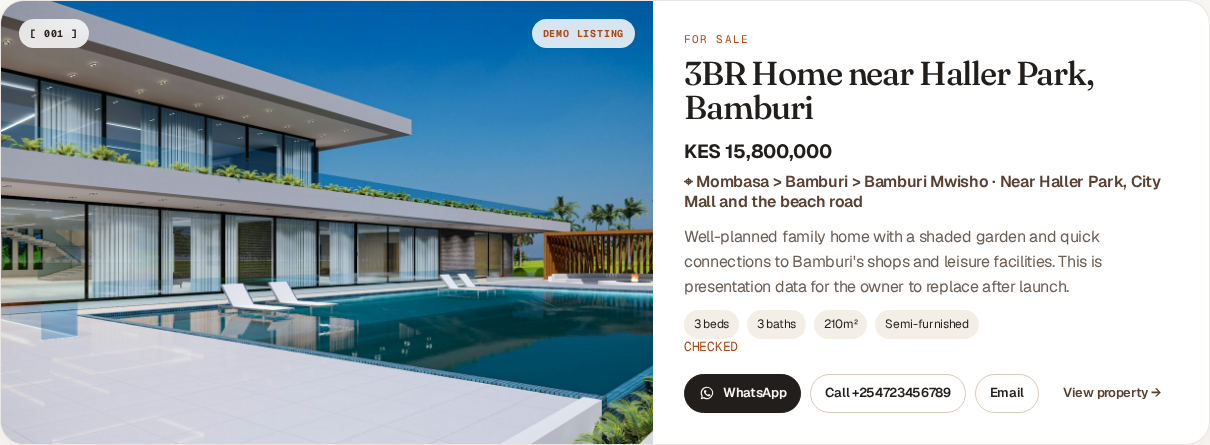 [ 001 ]
DEMO LISTING
FOR SALE
3BR Home near Haller Park,
Bamburi
KES 15,800,000
⌖ Mombasa > Bamburi > Bamburi Mwisho · Near Haller Park, City
Mall and the beach road
Well-planned family home with a shaded garden and quick
connections to Bamburi's shops and leisure facilities. This is
presentation data for the owner to replace after launch.
3 beds 3 baths 210m² Semi-furnished
CHECKED
WhatsApp Call +254723456789 Email View property →